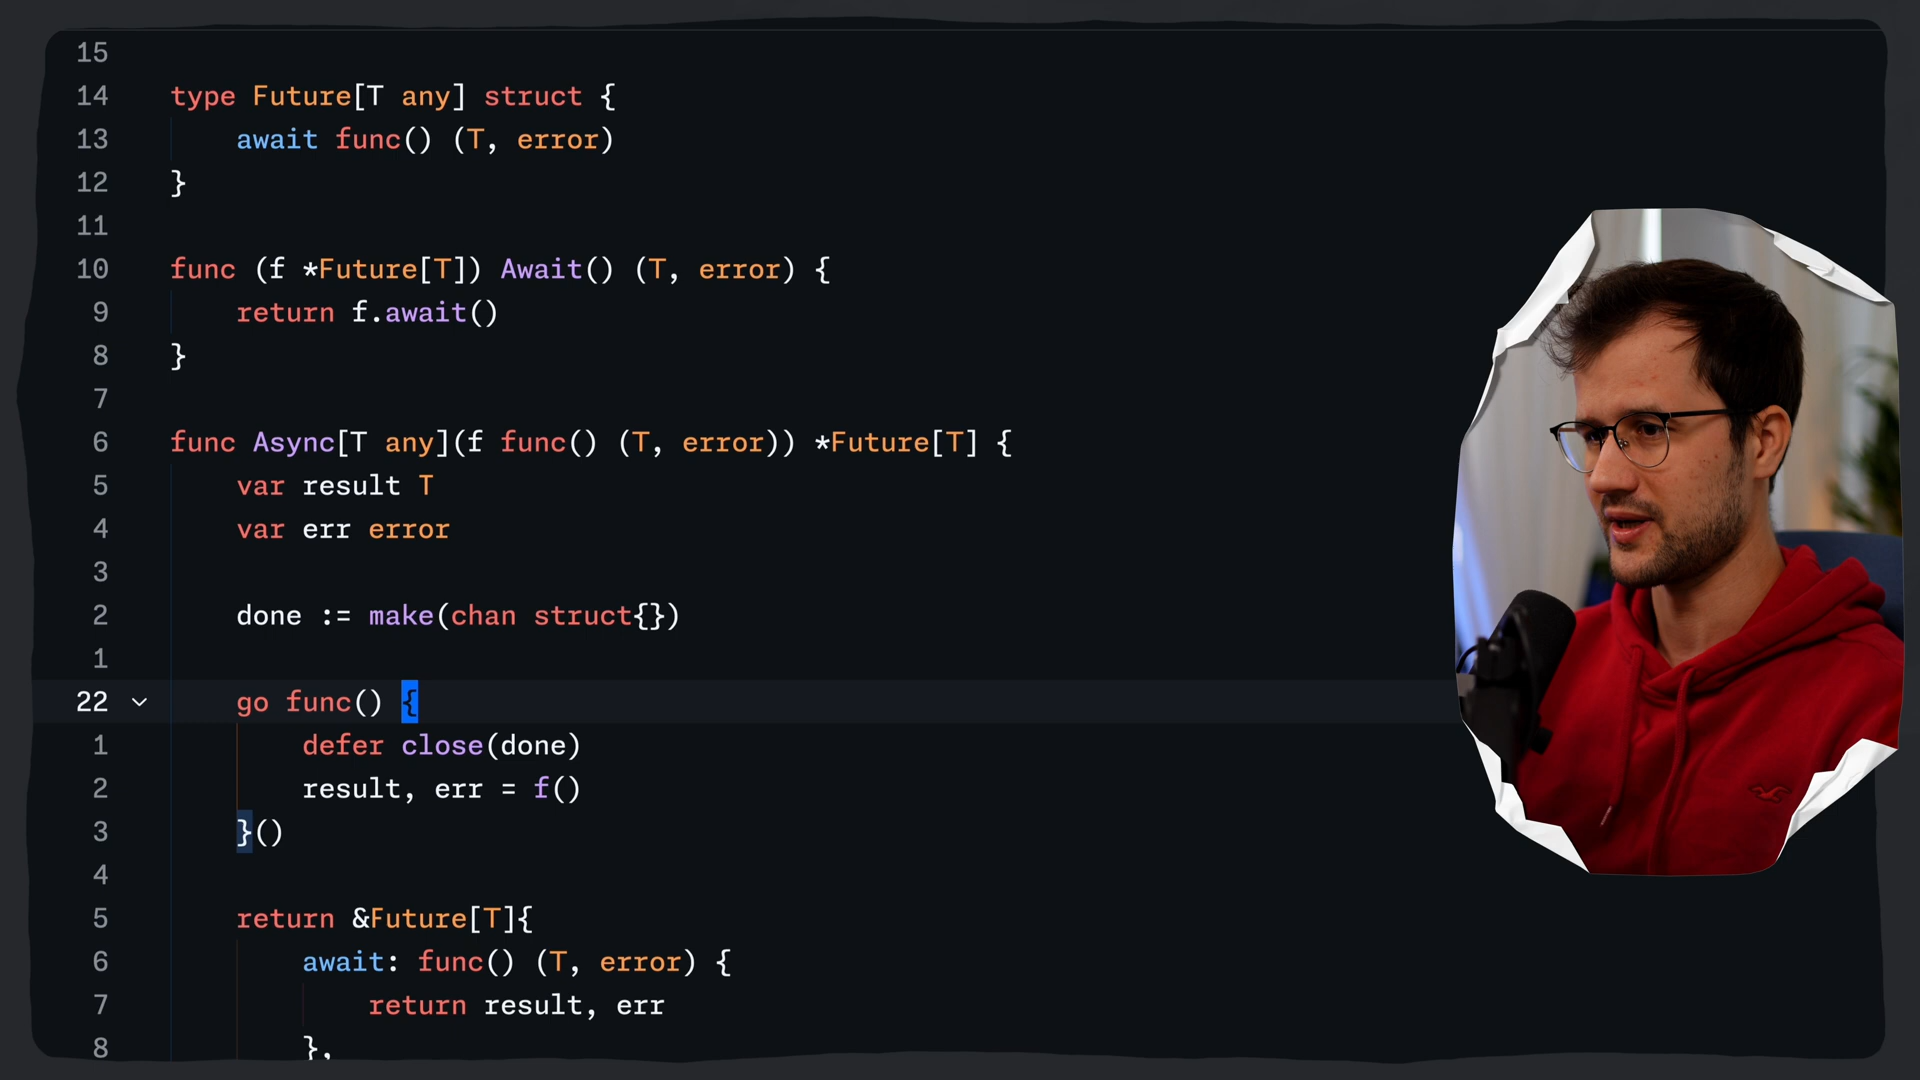 15
14 type Future[T any] struct {
13 await func() (T, error)
12 }
11
10 func (f *Future[T]) Await() (T, error) {
9 return f.await()
8 }
7
6 func Async[T any](f func() (T, error)) *Future[T] {
5 var result T
4 var err error
3
2 done := make(chan struct{})
1
22 go func() {
1 defer close(done)
2 result, err = f()
3 }()
4
5 return &Future[T]{
6 await: func() (T, error) {
7 return result, err
8 },